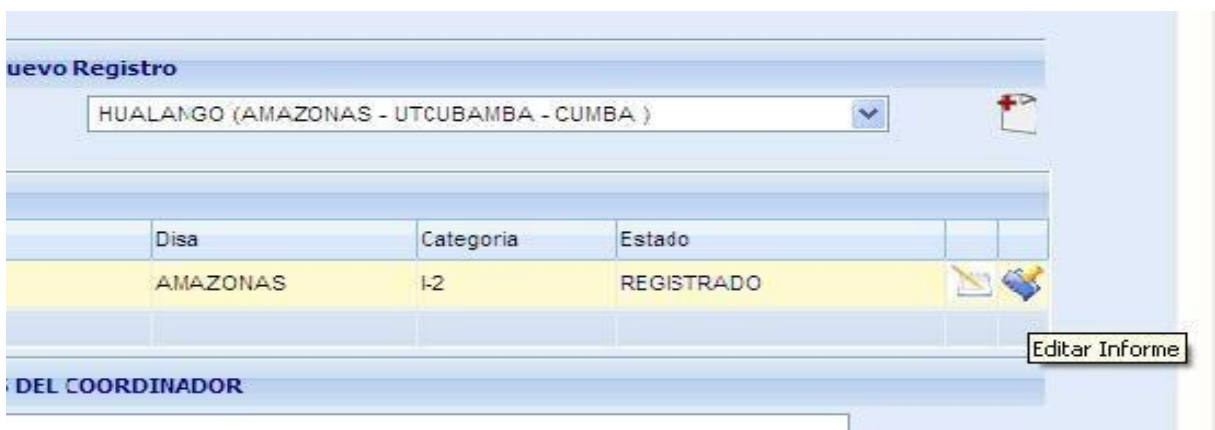 uevo Registro
HUALANGO (AMAZONAS - UTCUBAMBA - CUMBA )
Disa Categoria Estado
AMAZONAS I-2 REGISTRADO
Editar Informe
DEL COORDINADOR